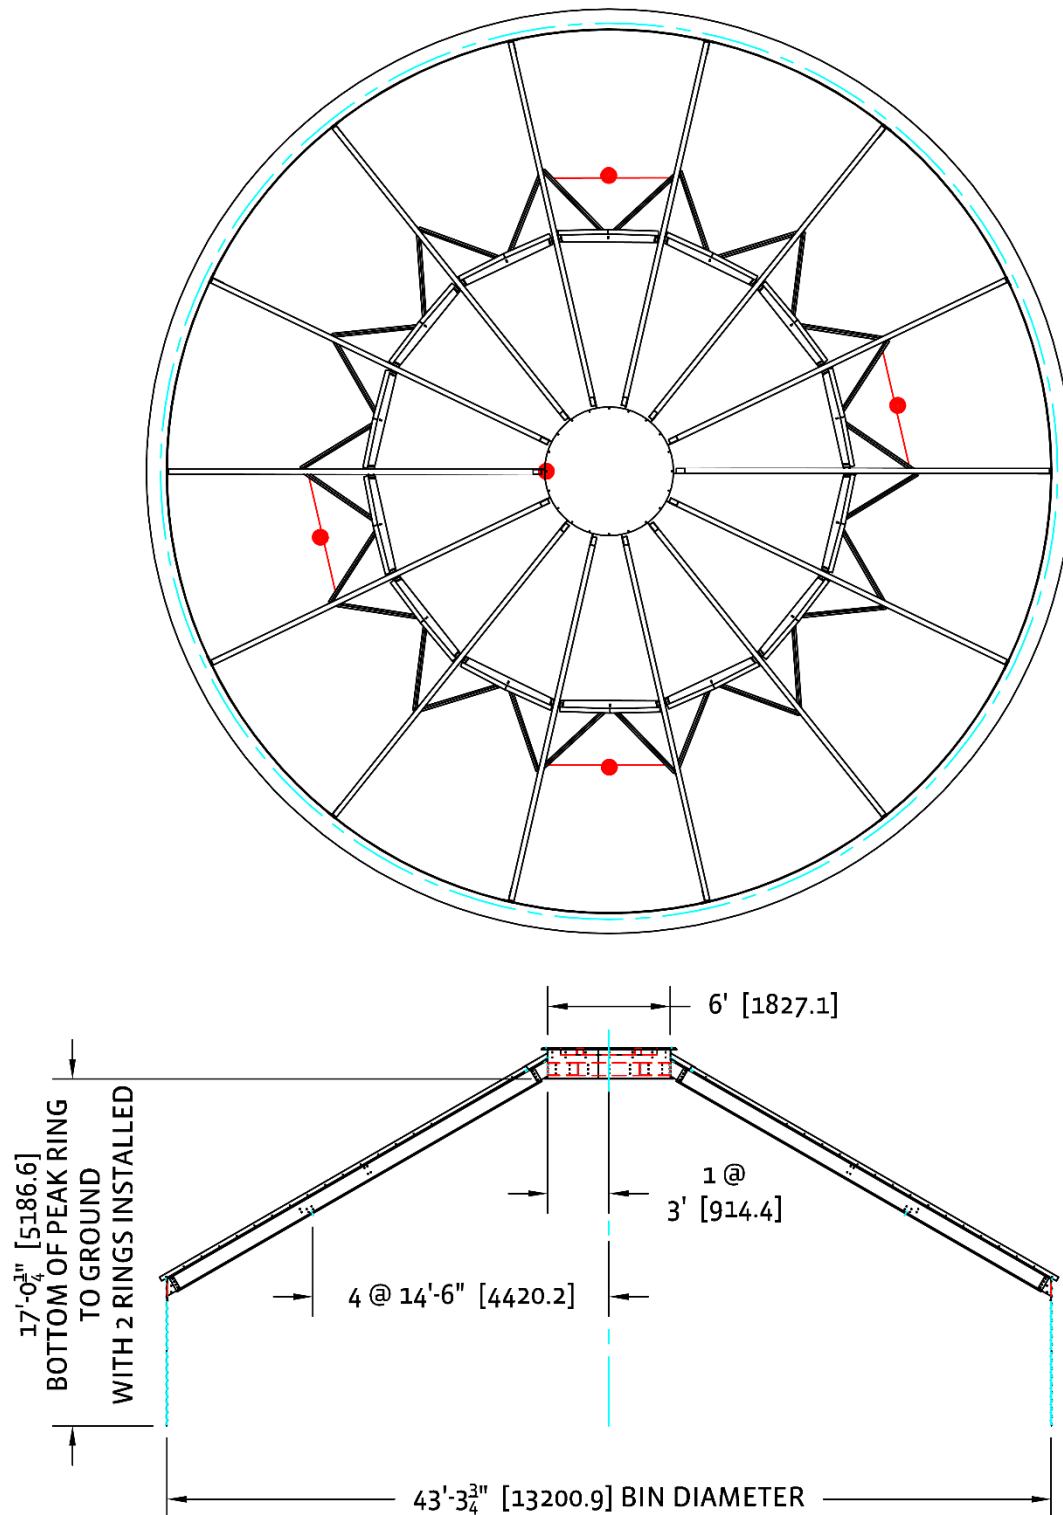 6' [1827.1]
1 @
3' [914.4]
4 @ 14'-6" [4420.2]
17'-0¼" [5186.6]
BOTTOM OF PEAK RING
TO GROUND
WITH 2 RINGS INSTALLED
43'-3¾" [13200.9] BIN DIAMETER